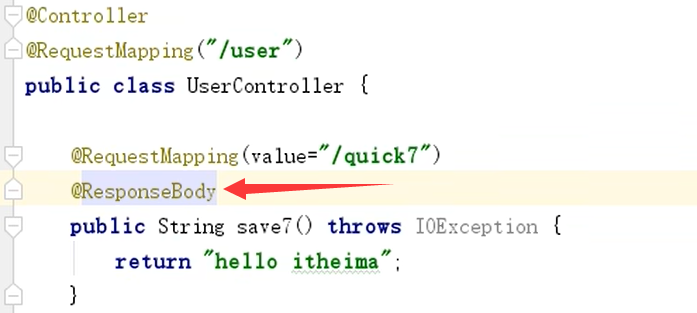 @Controller
@RequestMapping("/user")
public class UserController {
@RequestMapping(value="/quick7")
@ResponseBody
public String save7() throws IOException {
return "hello itheima";
}